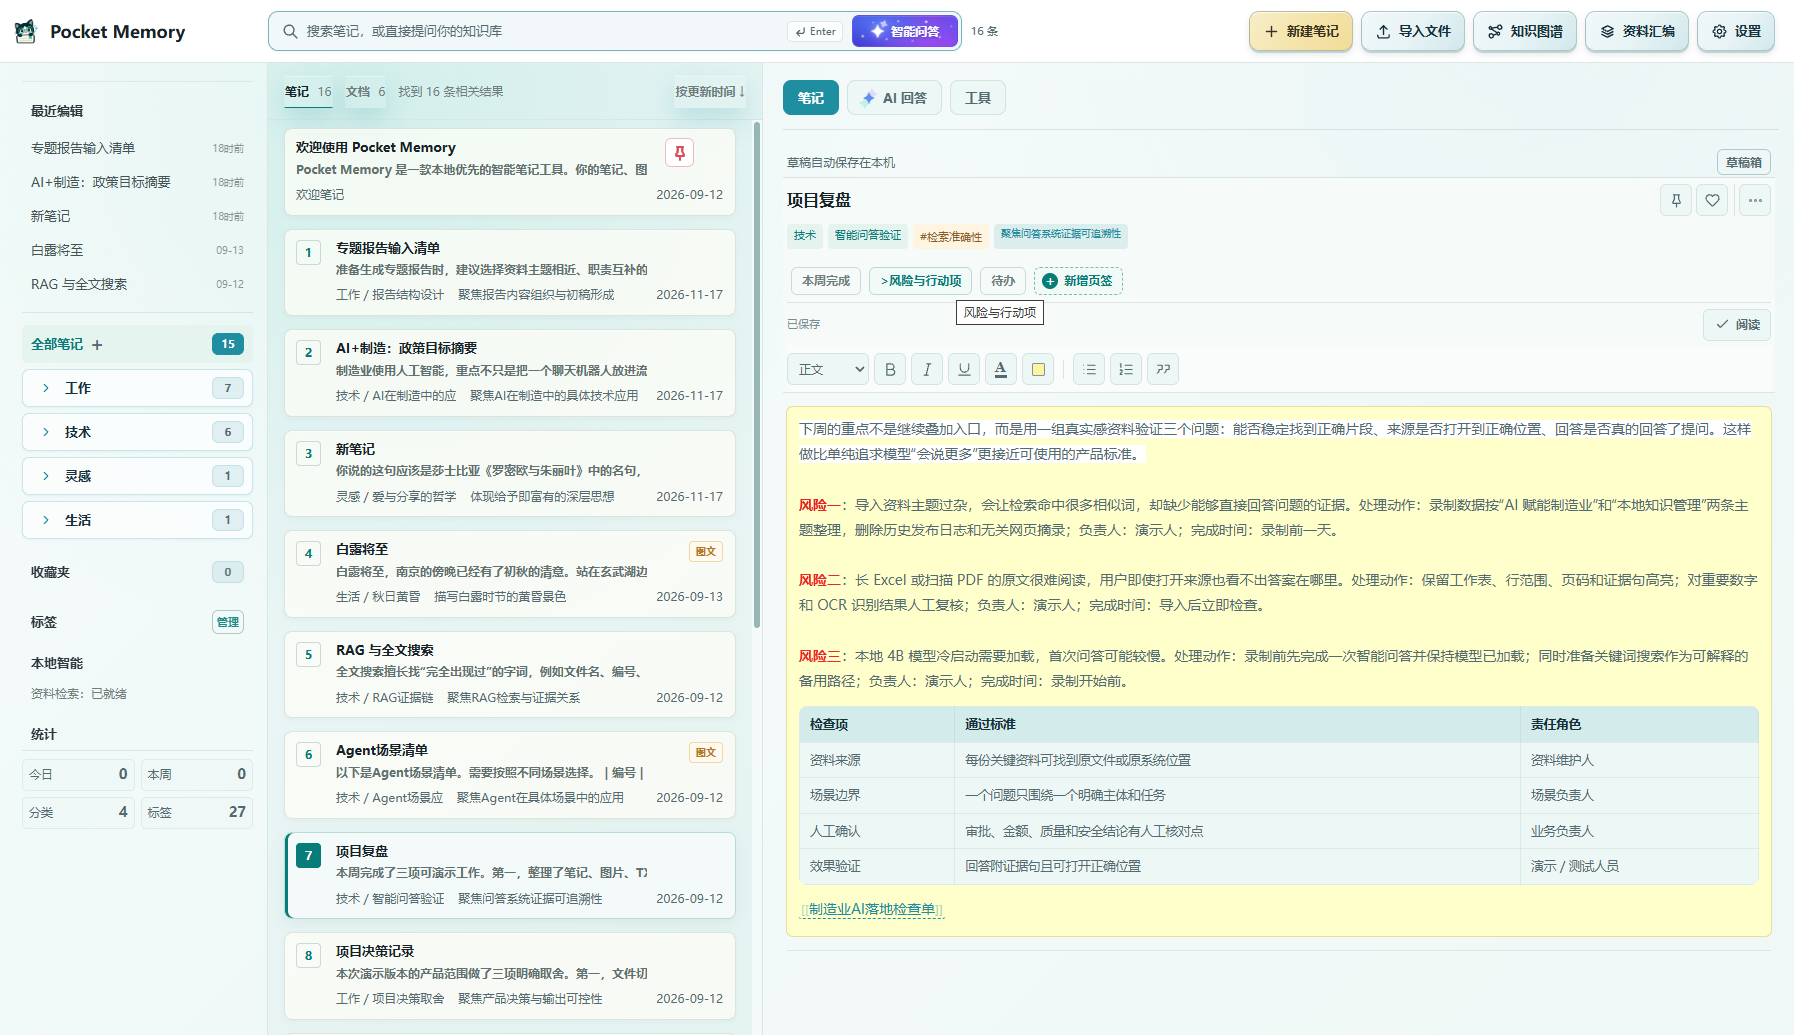 Pocket Memory
搜索笔记，或直接提问你的知识库
↵ Enter
智能问答
16 条
新建笔记
导入文件
知识图谱
资料汇编
设置
最近编辑
专题报告输入清单 18时前
AI+制造：政策目标摘要 18时前
新笔记 18时前
白露将至 09-13
RAG 与全文搜索 09-12
全部笔记 + 15
工作 7
技术 6
灵感 1
生活 1
收藏夹 0
标签 管理
本地智能
资料检索：已就绪
统计
今日 0 本周 0
分类 4 标签 27
笔记 16 文档 6 找到 16 条相关结果 按更新时间↓
欢迎使用 Pocket Memory
Pocket Memory 是一款本地优先的智能笔记工具。你的笔记、图
欢迎笔记 2026-09-12
1 专题报告输入清单
准备生成专题报告时，建议选择资料主题相近、职责互补的
工作 / 报告结构设计 聚焦报告内容组织与初稿形成 2026-11-17
2 AI+制造：政策目标摘要
制造业使用人工智能，重点不只是把一个聊天机器人放进流
技术 / AI在制造中的应 聚焦AI在制造中的具体技术应用 2026-11-17
3 新笔记
你说的这句应该是莎士比亚《罗密欧与朱丽叶》中的名句，
灵感 / 爱与分享的哲学 体现给予即富有的深层思想 2026-11-17
4 白露将至 图文
白露将至，南京的傍晚已经有了初秋的清意。站在玄武湖边
生活 / 秋日黄昏 描写白露时节的黄昏景色 2026-09-13
5 RAG 与全文搜索
全文搜索擅长找“完全出现过”的字词，例如文件名、编号、
技术 / RAG证据链 聚焦RAG检索与证据关系 2026-09-12
6 Agent场景清单 图文
以下是Agent场景清单。需要按照不同场景选择。 | 编号 |
技术 / Agent场景应 聚焦Agent在具体场景中的应用 2026-09-12
7 项目复盘
本周完成了三项可演示工作。第一，整理了笔记、图片、TX
技术 / 智能问答验证 聚焦问答系统证据可追溯性 2026-09-12
8 项目决策记录
本次演示版本的产品范围做了三项明确取舍。第一，文件切
工作 / 项目决策取舍 聚焦产品决策与输出可控性 2026-09-12
笔记 AI 回答 工具
草稿自动保存在本机 草稿箱
项目复盘
技术 智能问答验证 #检索准确性 聚焦问答系统证据可追溯性
本周完成 >风险与行动项 待办 新增页签
风险与行动项
已保存 阅读
正文 B I U A
下周的重点不是继续叠加入口，而是用一组真实感资料验证三个问题：能否稳定找到正确片段、来源是否打开到正确位置、回答是否真的回答了提问。这样
做比单纯追求模型“会说更多”更接近可使用的产品标准。
风险一：导入资料主题过杂，会让检索命中很多相似词，却缺少能够直接回答问题的证据。处理动作：录制数据按“AI 赋能制造业”和“本地知识管理”两条主
题整理，删除历史发布日志和无关网页摘录；负责人：演示人；完成时间：录制前一天。
风险二：长 Excel 或扫描 PDF 的原文很难阅读，用户即使打开来源也看不出答案在哪里。处理动作：保留工作表、行范围、页码和证据句高亮；对重要数字
和 OCR 识别结果人工复核；负责人：演示人；完成时间：导入后立即检查。
风险三：本地 4B 模型冷启动需要加载，首次问答可能较慢。处理动作：录制前先完成一次智能问答并保持模型已加载；同时准备关键词搜索作为可解释的
备用路径；负责人：演示人；完成时间：录制开始前。
检查项 通过标准 责任角色
资料来源 每份关键资料可找到原文件或原系统位置 资料维护人
场景边界 一个问题只围绕一个明确主体和任务 场景负责人
人工确认 审批、金额、质量和安全结论有人工核对点 业务负责人
效果验证 回答附证据句且可打开正确位置 演示 / 测试人员
[[制造业AI落地检查单]]